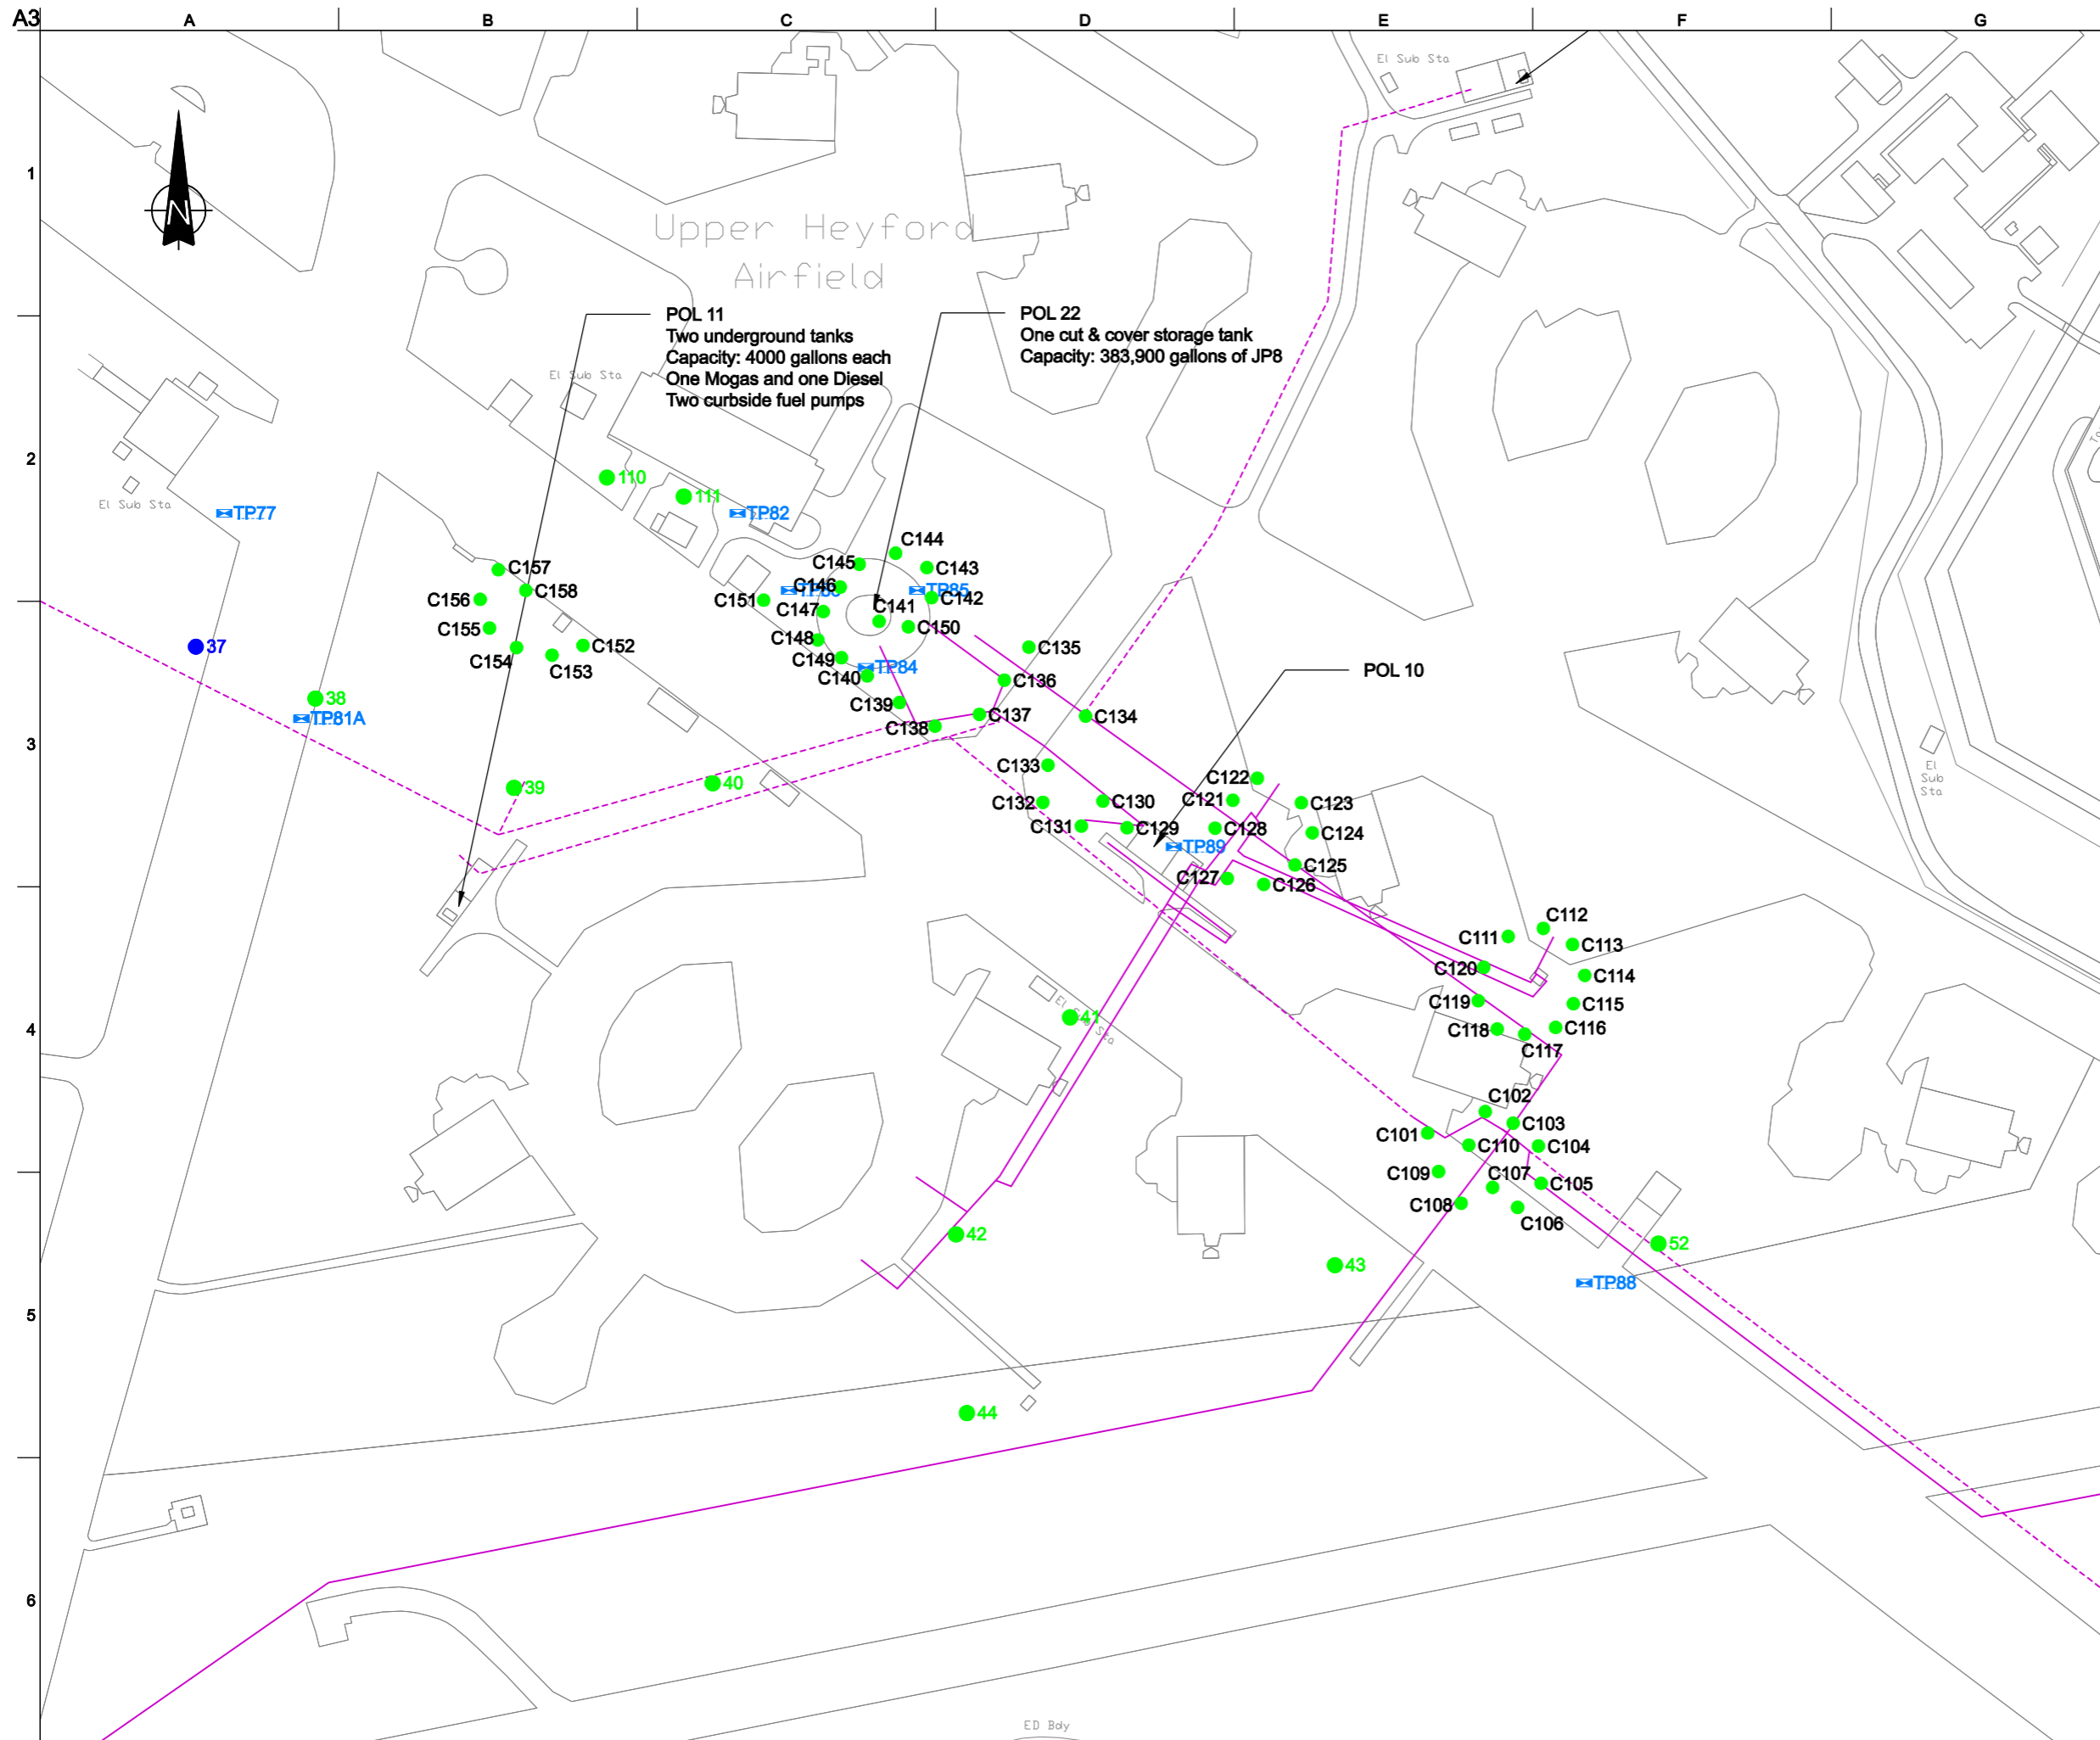 A3
A
B
C
D
E
F
G
1
2
3
4
5
6
N
Upper Heyford
Airfield
El Sub Sta
POL 11
Two underground tanks
Capacity: 4000 gallons each
One Mogas and one Diesel
Two curbside fuel pumps
POL 22
One cut & cover storage tank
Capacity: 383,900 gallons of JP8
El Sub Sta
El Sub Sta
110
111
TP77
TP82
C144
C145
C143
C157
C158
C146
TP85
C142
C156
C151
C147
C141
C155
C150
C148
C154
C152
C153
C149
TP84
C140
C135
37
C136
POL 10
38
TP81A
C139
C137
C138
C134
C133
C122
39
40
C121
C123
C132
C130
C131
C129
C128
C124
TP89
C125
C127
C126
El
Sub
Sta
C112
C111
C113
C120
C114
C119
C115
41
El Sub Sta
C118
C116
C117
C102
C103
C101
C110
C104
C109
C107
C105
C108
C106
42
52
43
TP88
44
ED Bdy